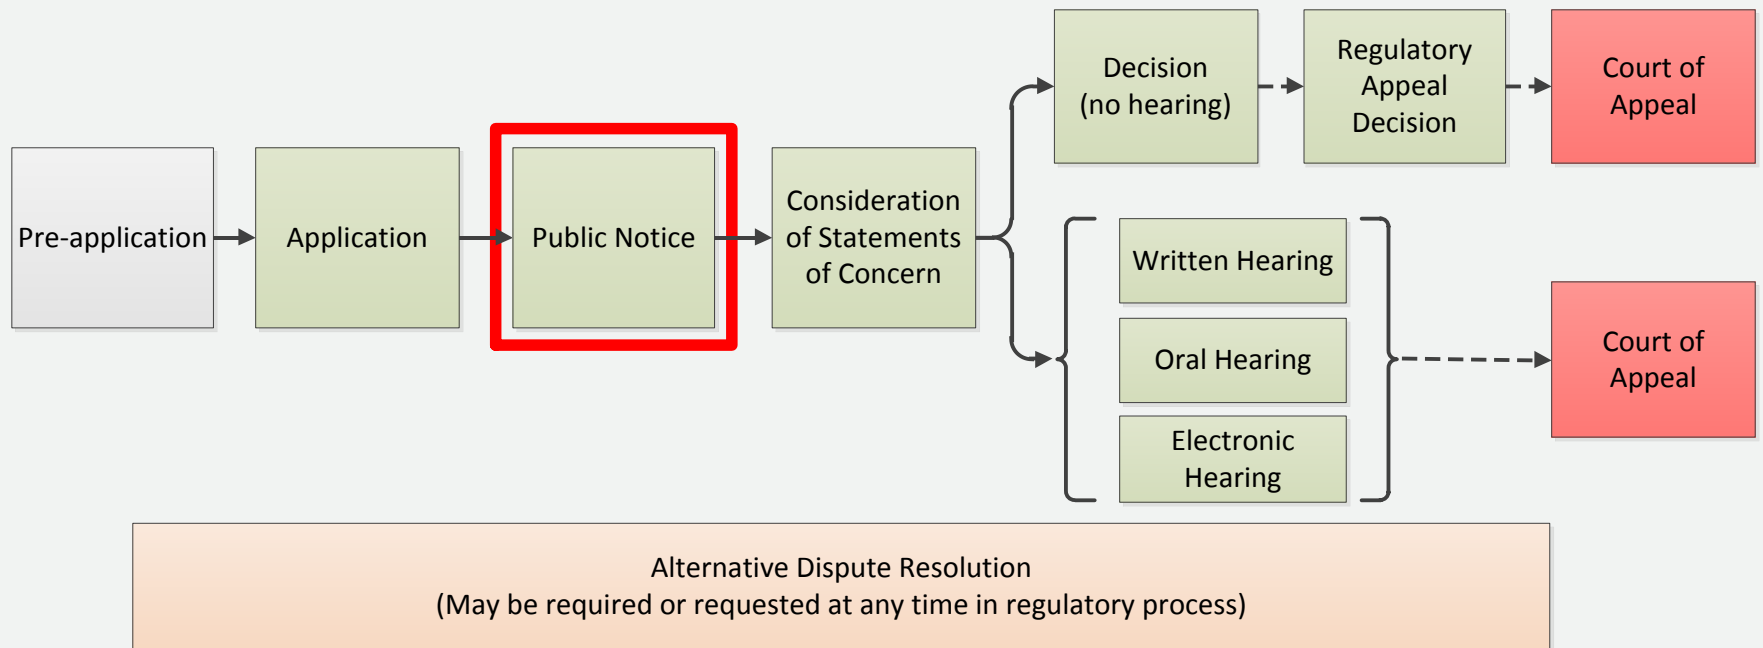 Pre-application
Application
Public Notice
Consideration
of Statements
of Concern
Decision
(no hearing)
Regulatory
Appeal
Decision
Court of
Appeal
Written Hearing
Oral Hearing
Electronic
Hearing
Court of
Appeal
Alternative Dispute Resolution
(May be required or requested at any time in regulatory process)